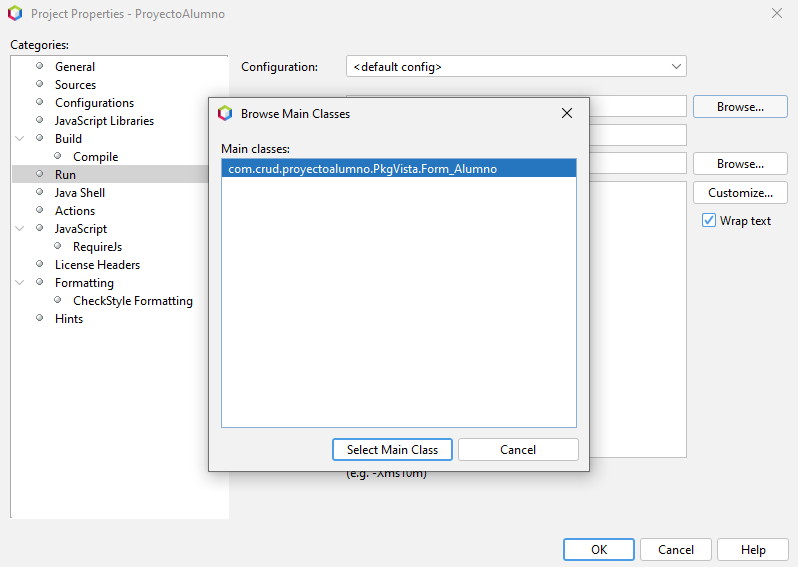 Project Properties - ProyectoAlumno
Categories:
General
Sources
Configurations
JavaScript Libraries
Build
Compile
Run
Java Shell
Actions
JavaScript
RequireJs
License Headers
Formatting
CheckStyle Formatting
Hints
Configuration:
<default config>
Browse...
Browse...
Customize...
Wrap text
Browse Main Classes
Main classes:
com.crud.proyectoalumno.PkgVista.Form_Alumno
Select Main Class
Cancel
(e.g. -Xms10m)
OK
Cancel
Help